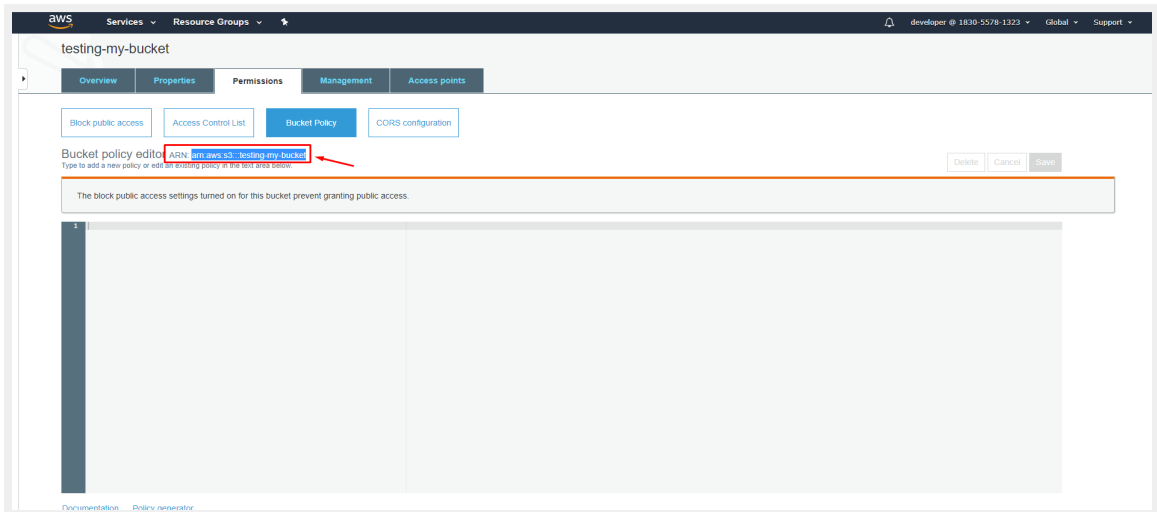 aws Services Resource Groups developer @ 1830-5578-1323 Global Support
testing-my-bucket
Overview Properties Permissions Management Access points
Block public access Access Control List Bucket Policy CORS configuration
Bucket policy editor ARN: arn:aws:s3:::testing-my-bucket
Type to add a new policy or edit an existing policy in the text area below.
Delete Cancel Save
The block public access settings turned on for this bucket prevent granting public access.
1
Documentation Policy generator